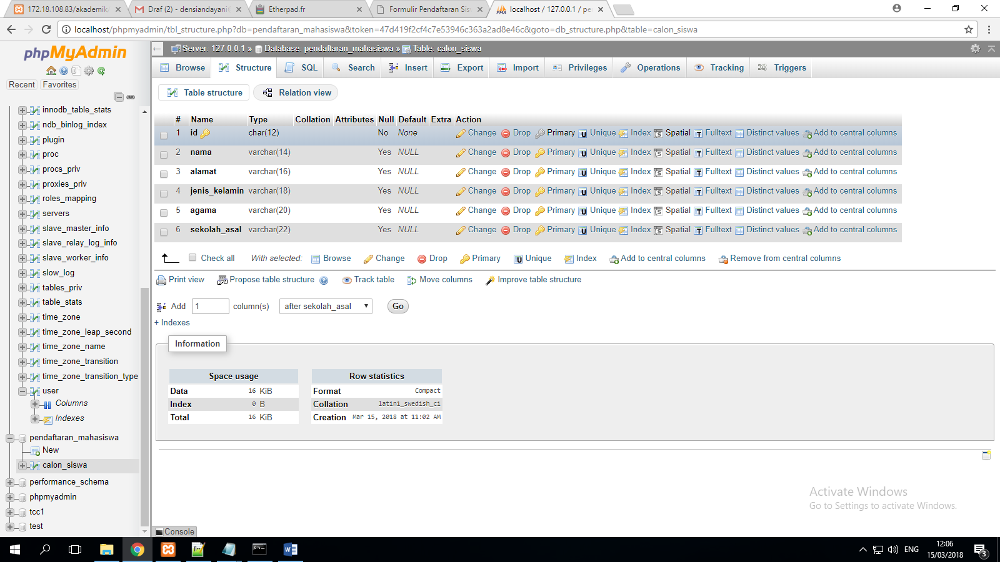 172.18.108.83/akademik/
Draf (2) - densiandayani@
Etherpad.fr
Formulir Pendaftaran Sis
localhost / 127.0.0.1 / pe
localhost/phpmyadmin/tbl_structure.php?db=pendaftaran_mahasiswa&token=47d419f2cf4c7e53946c363a2ad8e46c&goto=db_structure.php&table=calon_siswa
phpMyAdmin
Recent Favorites
innodb_table_stats
ndb_binlog_index
plugin
proc
procs_priv
proxies_priv
roles_mapping
servers
slave_master_info
slave_relay_log_info
slave_worker_info
slow_log
tables_priv
table_stats
time_zone
time_zone_leap_second
time_zone_name
time_zone_transition
time_zone_transition_type
user
Columns
Indexes
pendaftaran_mahasiswa
New
calon_siswa
performance_schema
phpmyadmin
tcc1
test
Server: 127.0.0.1 » Database: pendaftaran_mahasiswa » Table: calon_siswa
Browse Structure SQL Search Insert Export Import Privileges Operations Tracking Triggers
Table structure Relation view
# Name Type Collation Attributes Null Default Extra Action
1 id char(12) No None Change Drop Primary Unique Index Spatial Fulltext Distinct values Add to central columns
2 nama varchar(14) Yes NULL Change Drop Primary Unique Index Spatial Fulltext Distinct values Add to central columns
3 alamat varchar(16) Yes NULL Change Drop Primary Unique Index Spatial Fulltext Distinct values Add to central columns
4 jenis_kelamin varchar(18) Yes NULL Change Drop Primary Unique Index Spatial Fulltext Distinct values Add to central columns
5 agama varchar(20) Yes NULL Change Drop Primary Unique Index Spatial Fulltext Distinct values Add to central columns
6 sekolah_asal varchar(22) Yes NULL Change Drop Primary Unique Index Spatial Fulltext Distinct values Add to central columns
Check all With selected: Browse Change Drop Primary Unique Index Add to central columns Remove from central columns
Print view Propose table structure Track table Move columns Improve table structure
Add 1 column(s) after sekolah_asal Go
+ Indexes
Information
Space usage
Data 16 KiB
Index 0 B
Total 16 KiB
Row statistics
Format Compact
Collation latin1_swedish_ci
Creation Mar 15, 2018 at 11:02 AM
Activate Windows
Go to Settings to activate Windows.
Console
ENG
12:06
15/03/2018
3